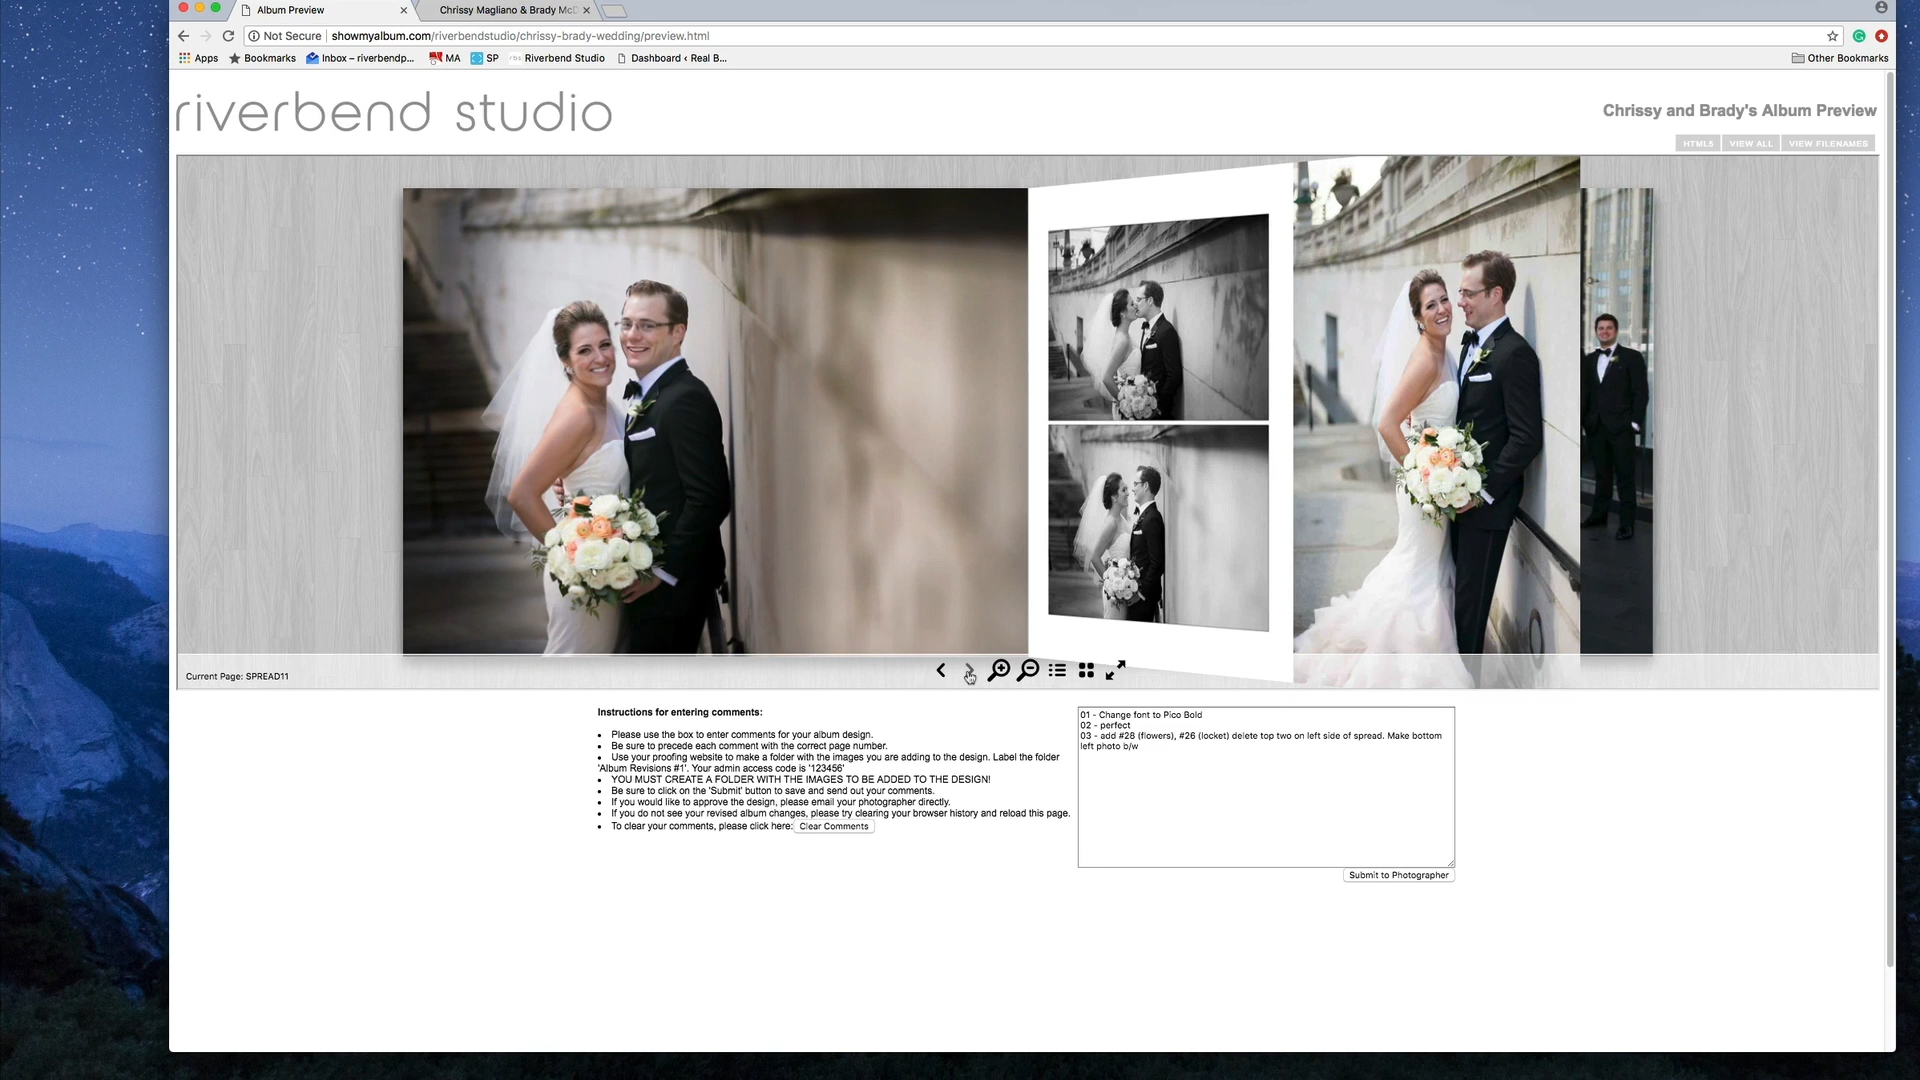 Album Preview
Chrissy Magliano & Brady McD
Not Secure | showmyalbum.com/riverbendstudio/chrissy-brady-wedding/preview.html
Apps Bookmarks Inbox – riverbendp... MA SP Riverbend Studio Dashboard ‹ Real B... Other Bookmarks
riverbend studio
Chrissy and Brady's Album Preview
HTML5 VIEW ALL VIEW FILENAMES
Current Page: SPREAD11
Instructions for entering comments:
• Please use the box to enter comments for your album design.
• Be sure to precede each comment with the correct page number.
• Use your proofing website to make a folder with the images you are adding to the design. Label the folder
'Album Revisions #1'. Your admin access code is '123456'
• YOU MUST CREATE A FOLDER WITH THE IMAGES TO BE ADDED TO THE DESIGN!
• Be sure to click on the 'Submit' button to save and send out your comments.
• If you would like to approve the design, please email your photographer directly.
• If you do not see your revised album changes, please try clearing your browser history and reload this page.
• To clear your comments, please click here: Clear Comments
01 - Change font to Pico Bold
02 - perfect
03 - add #28 (flowers), #26 (locket) delete top two on left side of spread. Make bottom
left photo b/w
Submit to Photographer